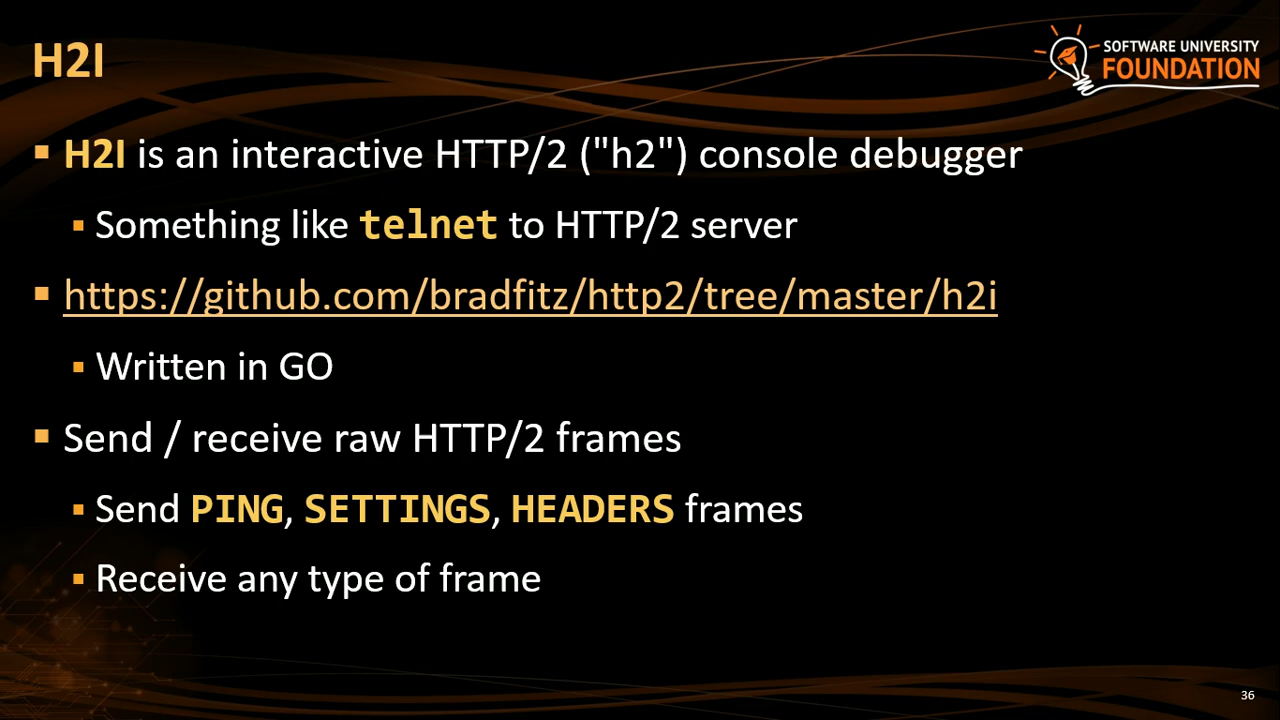 H2I
SOFTWARE UNIVERSITY
FOUNDATION
H2I is an interactive HTTP/2 ("h2") console debugger
Something like telnet to HTTP/2 server
https://github.com/bradfitz/http2/tree/master/h2i
Written in GO
Send / receive raw HTTP/2 frames
Send PING, SETTINGS, HEADERS frames
Receive any type of frame
36